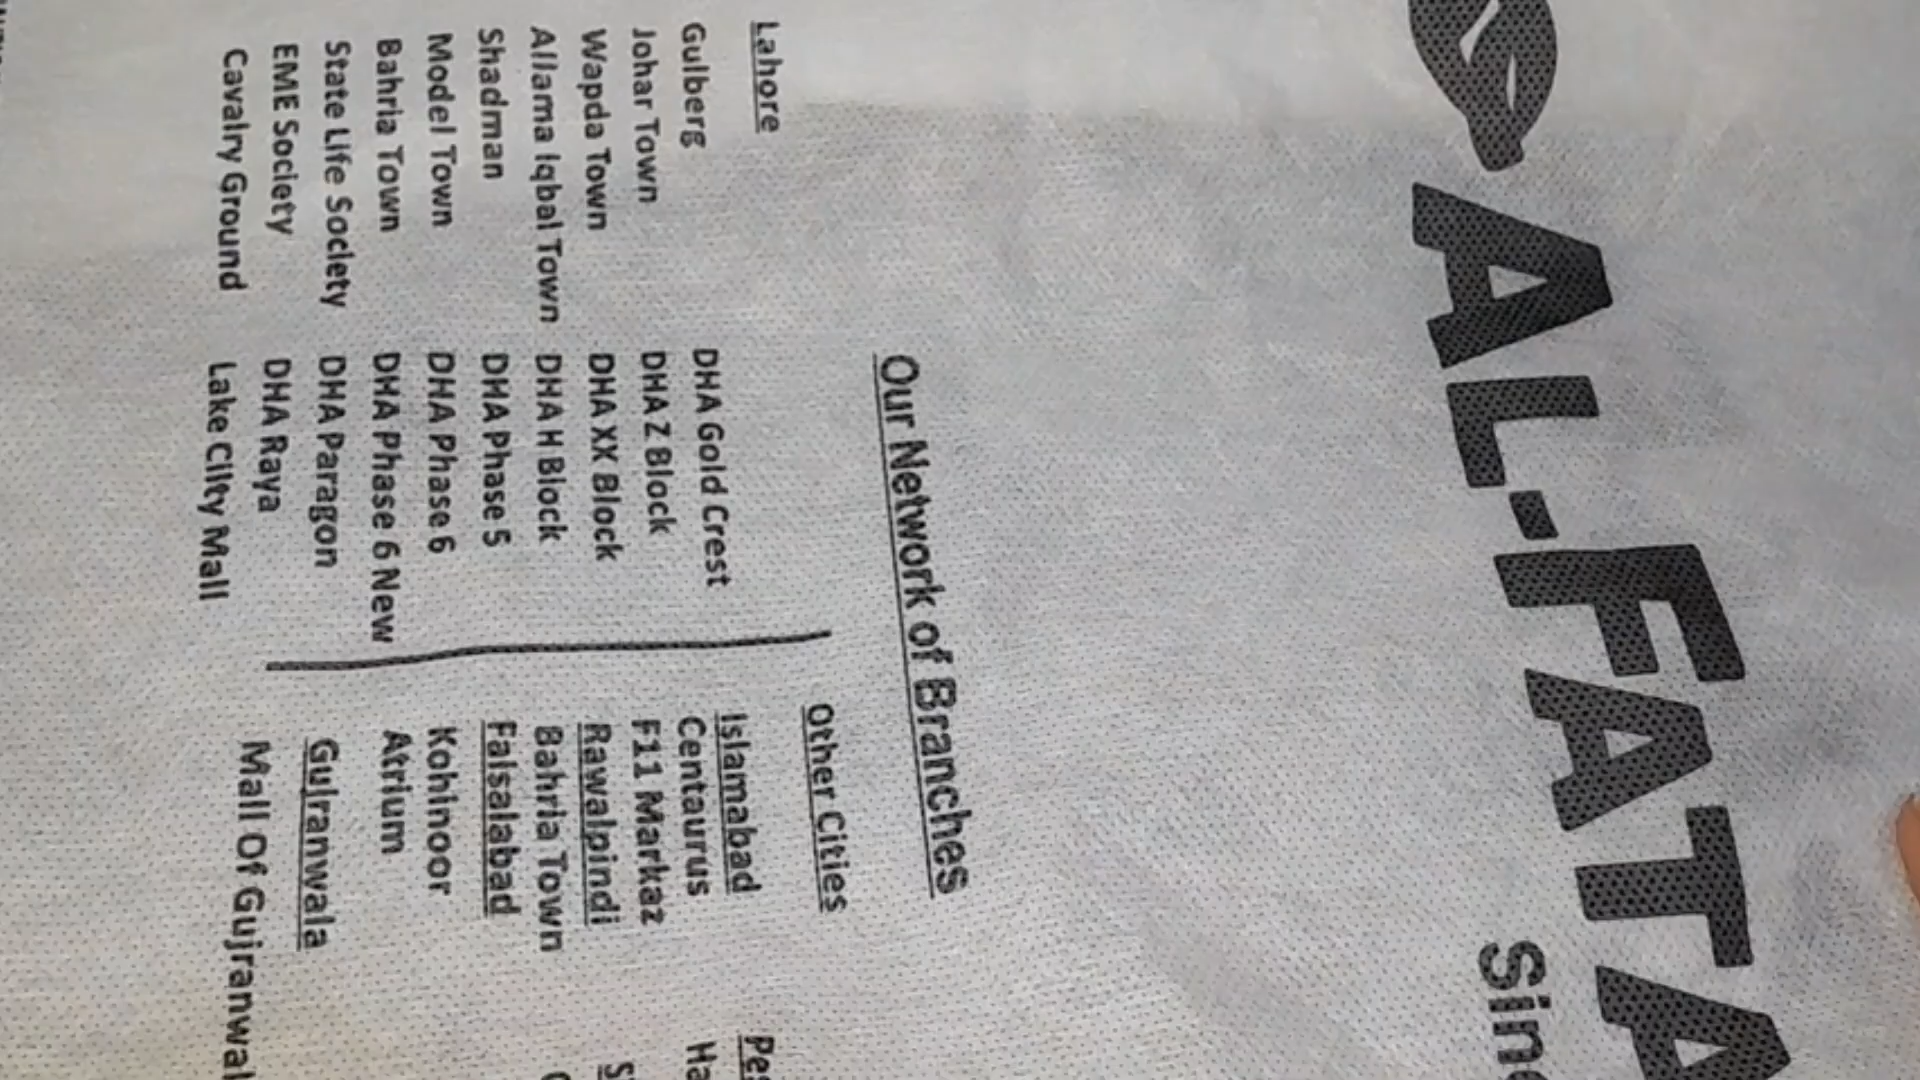 AL-FATA
Our Network of Branches
Lahore
Gulberg
Johar Town
Wapda Town
Allama Iqbal Town
Shadman
Model Town
Bahria Town
State Life Society
EME Society
Cavalry Ground
DHA Gold Crest
DHA Z Block
DHA XX Block
DHA H Block
DHA Phase 5
DHA Phase 6
DHA Phase 6 New
DHA Paragon
DHA Raya
Lake Cilty Mall
Other Cities
Islamabad
Centaurus
F11 Markaz
Rawalpindi
Bahria Town
Faisalabad
Kohinoor
Atrium
Gujranwala
Mall Of Gujranwal